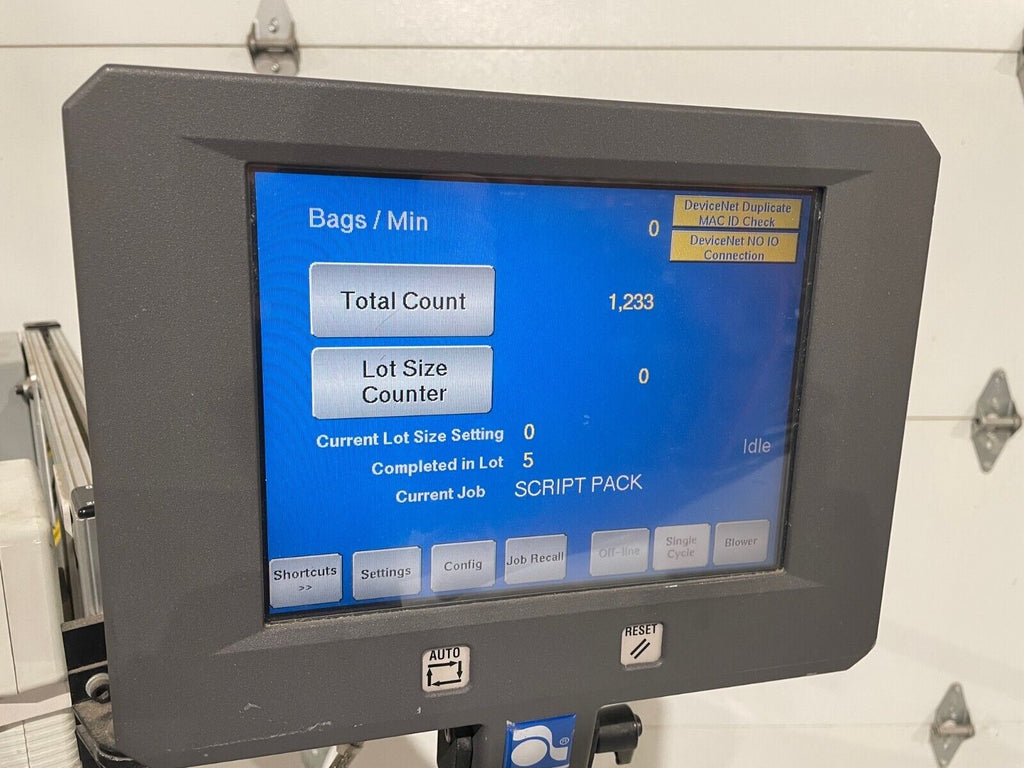 Bags / Min
0
DeviceNet Duplicate
MAC ID Check
DeviceNet NO IO
Connection
Total Count
1,233
Lot Size
Counter
0
Current Lot Size Setting 0
Completed in Lot 5
Idle
Current Job SCRIPT PACK
Shortcuts
>>
Settings
Config
Job Recall
Off-line
Single
Cycle
Blower
AUTO
RESET
a
®